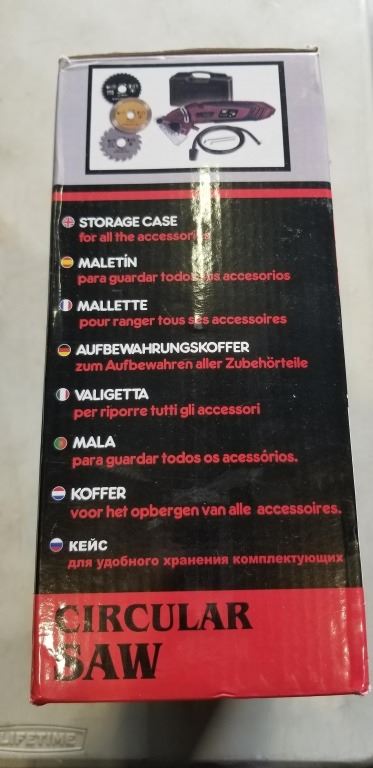 STORAGE CASE
for all the accessories
MALETÍN
para guardar todos sus accesorios
MALLETTE
pour ranger tous ses accessoires
AUFBEWAHRUNGSKOFFER
zum Aufbewahren aller Zubehörteile
VALIGETTA
per riporre tutti gli accessori
MALA
para guardar todos os acessórios.
KOFFER
voor het opbergen van alle accessoires.
КЕЙС
для удобного хранения комплектующих
CIRCULAR
SAW
LIFETIME